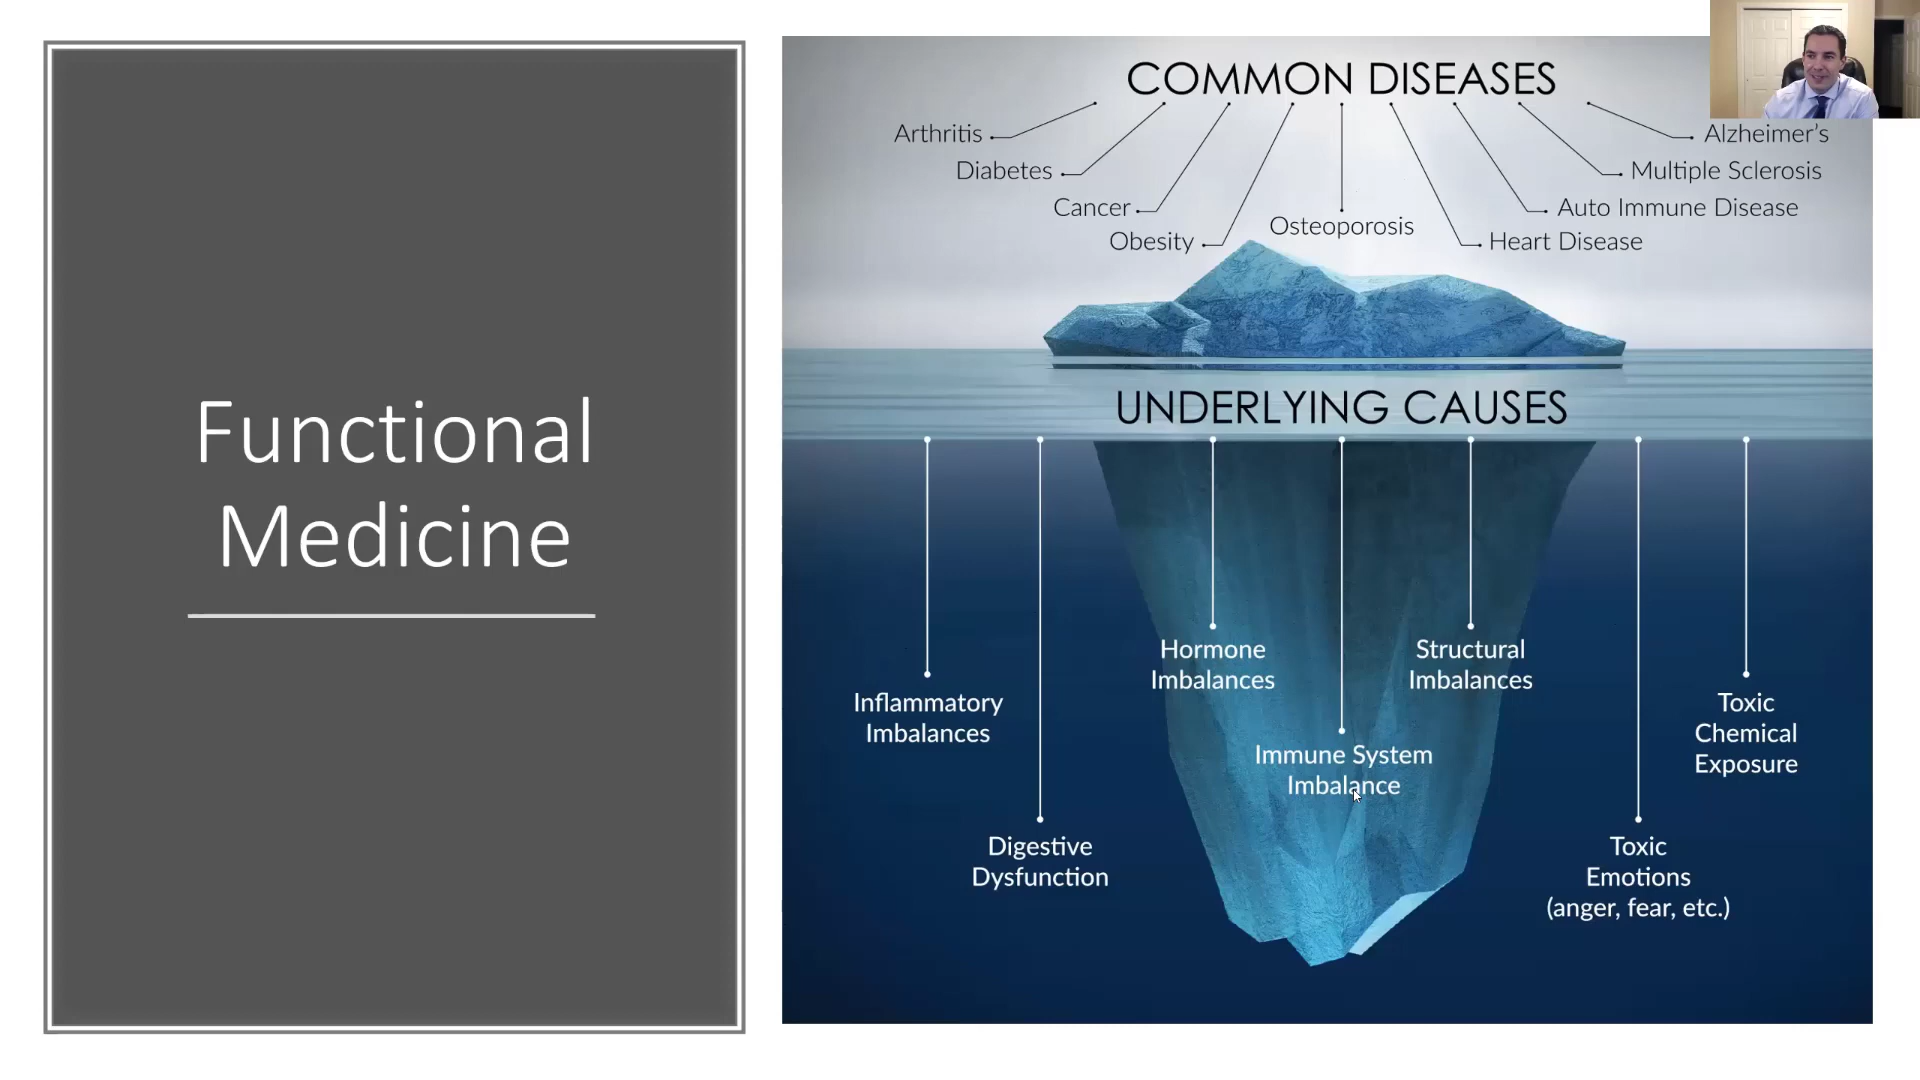 Functional
Medicine
COMMON DISEASES
Arthritis
Diabetes
Cancer
Obesity
Osteoporosis
Heart Disease
Auto Immune Disease
Multiple Sclerosis
Alzheimer’s
UNDERLYING CAUSES
Inflammatory
Imbalances
Digestive
Dysfunction
Hormone
Imbalances
Immune System
Imbalance
Structural
Imbalances
Toxic
Emotions
(anger, fear, etc.)
Toxic
Chemical
Exposure